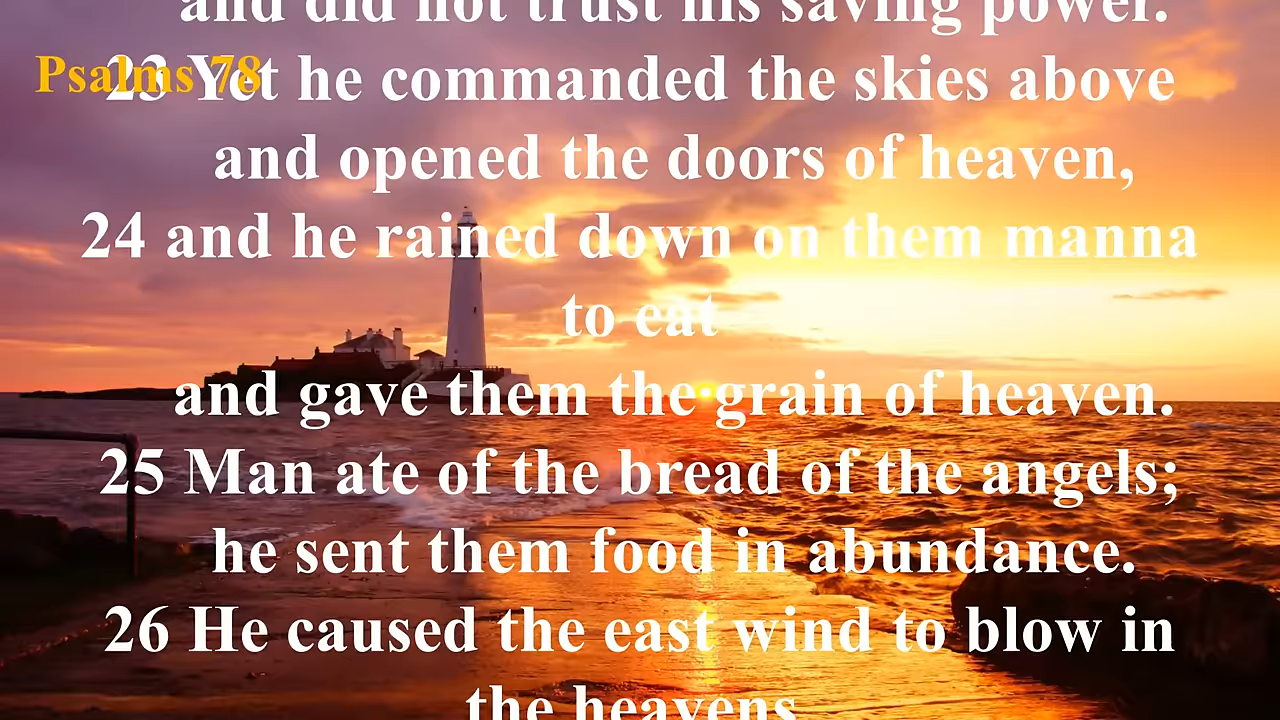 and did not trust his saving power.
Psalms 78
23 Yet he commanded the skies above
and opened the doors of heaven,
24 and he rained down on them manna
to eat
and gave them the grain of heaven.
25 Man ate of the bread of the angels;
he sent them food in abundance.
26 He caused the east wind to blow in
the heavens